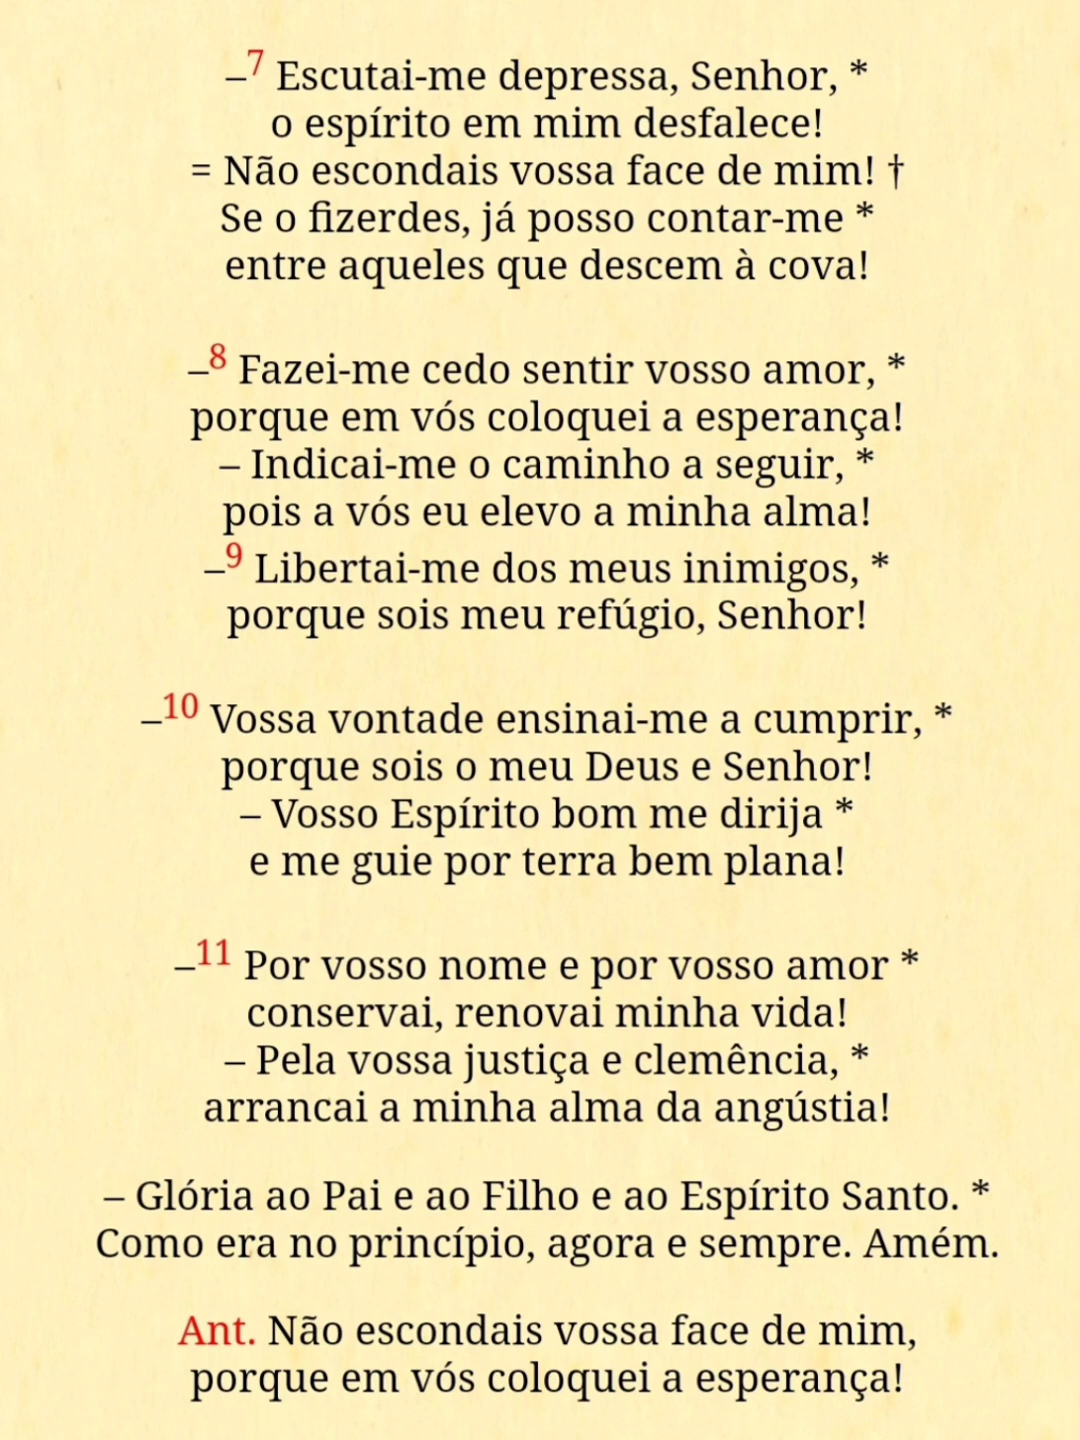 –7 Escutai-me depressa, Senhor, *
o espírito em mim desfalece!
= Não escondais vossa face de mim! †
Se o fizerdes, já posso contar-me *
entre aqueles que descem à cova!
–8 Fazei-me cedo sentir vosso amor, *
porque em vós coloquei a esperança!
– Indicai-me o caminho a seguir, *
pois a vós eu elevo a minha alma!
–9 Libertai-me dos meus inimigos, *
porque sois meu refúgio, Senhor!
–10 Vossa vontade ensinai-me a cumprir, *
porque sois o meu Deus e Senhor!
– Vosso Espírito bom me dirija *
e me guie por terra bem plana!
–11 Por vosso nome e por vosso amor *
conservai, renovai minha vida!
– Pela vossa justiça e clemência, *
arrancai a minha alma da angústia!
– Glória ao Pai e ao Filho e ao Espírito Santo. *
Como era no princípio, agora e sempre. Amém.
Ant. Não escondais vossa face de mim,
porque em vós coloquei a esperança!